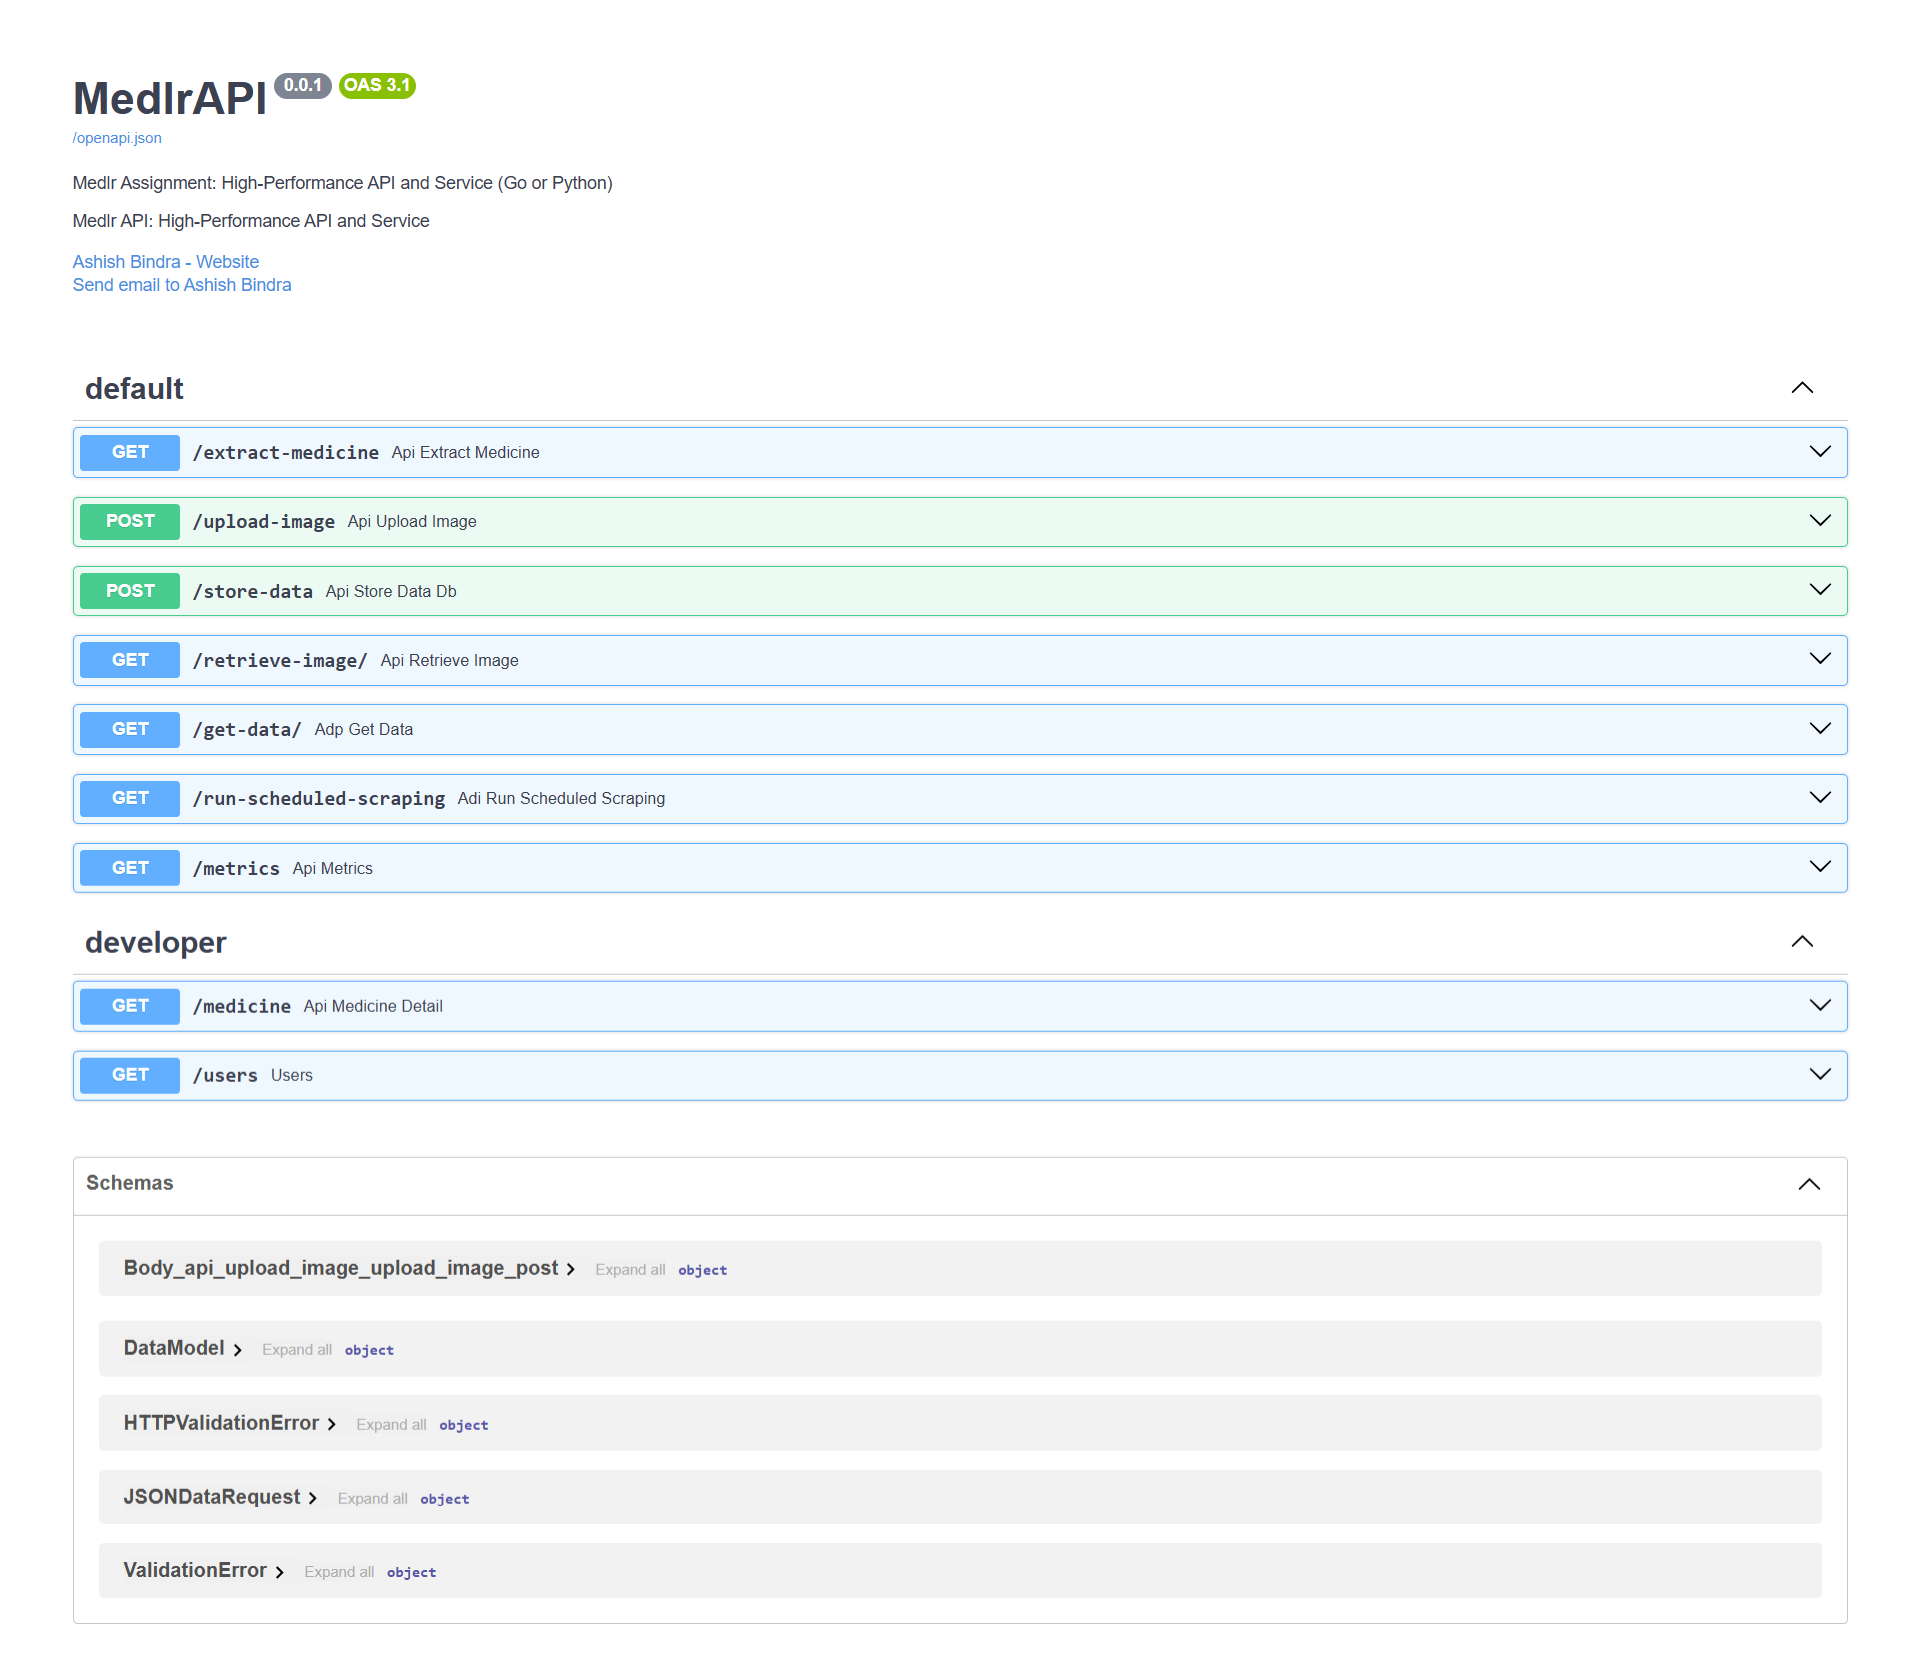 MedIrAPI 0.0.1 OAS 3.1
/openapi.json
MedIr Assignment: High-Performance API and Service (Go or Python)
MedIr API: High-Performance API and Service
Ashish Bindra - Website
Send email to Ashish Bindra
default
GET /extract-medicine Api Extract Medicine
POST /upload-image Api Upload Image
POST /store-data Api Store Data Db
GET /retrieve-image/ Api Retrieve Image
GET /get-data/ Adp Get Data
GET /run-scheduled-scraping Adi Run Scheduled Scraping
GET /metrics Api Metrics
developer
GET /medicine Api Medicine Detail
GET /users Users
Schemas
Body_api_upload_image_upload_image_post Expand all object
DataModel Expand all object
HTTPValidationError Expand all object
JSONDataRequest Expand all object
ValidationError Expand all object